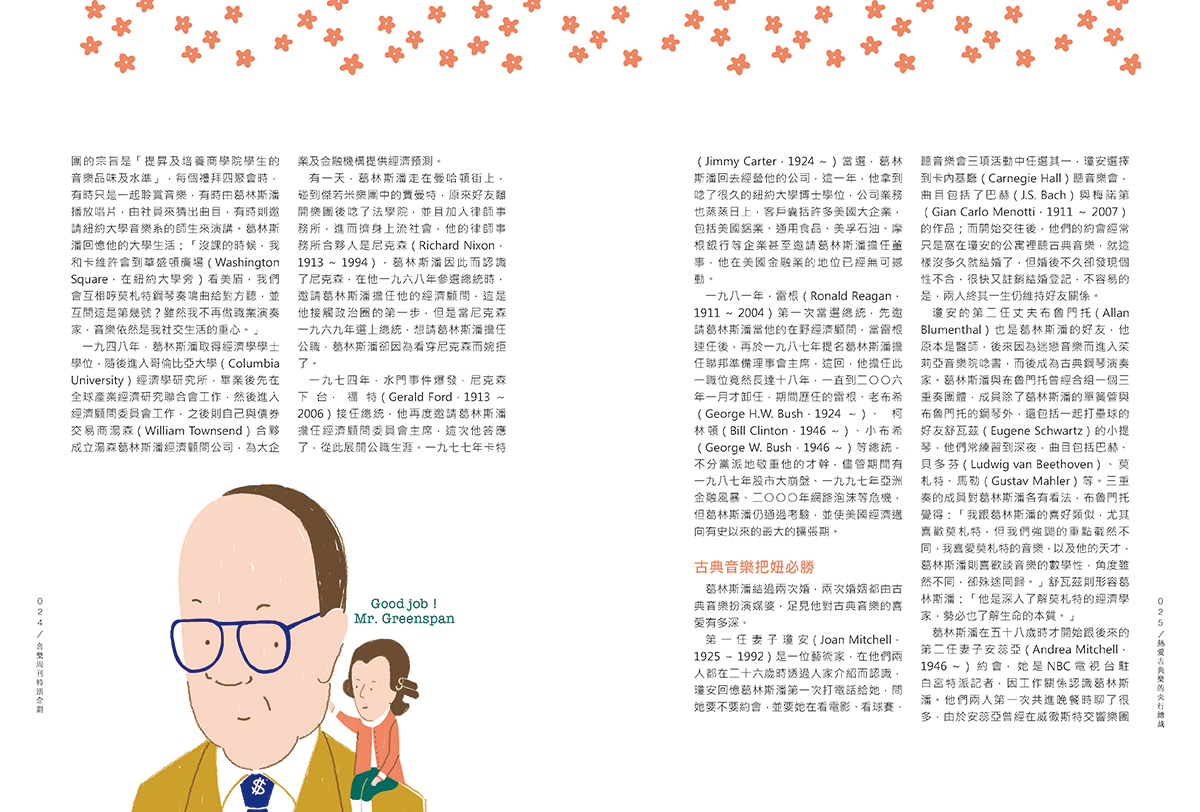 團的宗旨是「提昇及培養商學院學生的
音樂品味及水準」，每個禮拜四聚會時，
有時只是一起聆賞音樂，有時由葛林斯潘
播放唱片，由社員來猜出曲目，有時則邀
請紐約大學音樂系的師生來演講。葛林斯
潘回憶他的大學生活：「沒課的時候，我
和卡維許會到華盛頓廣場（Washington
Square，在紐約大學旁）看美眉，我們
會互相哼莫札特鋼琴奏鳴曲給對方聽，並
互問這是第幾號？雖然我不再做職業演奏
家，音樂依然是我社交生活的重心。」
一九四八年，葛林斯潘取得經濟學學士
學位，隨後進入哥倫比亞大學（Columbia
University）經濟學研究所，畢業後先在
全球產業經濟研究聯合會工作，然後進入
經濟顧問委員會工作，之後則自己與債券
交易商湯森（William Townsend）合夥
成立湯森葛林斯潘經濟顧問公司，為大企
業及金融機構提供經濟預測。
有一天，葛林斯潘走在曼哈頓街上，
碰到傑若米樂團中的賈曼特，原來好友離
開樂團後唸了法學院，並且加入律師事
務所，進而擠身上流社會，他的律師事
務所合夥人是尼克森（Richard Nixon，
1913 ~ 1994），葛林斯潘因此而認識
了尼克森，在他一九六八年參選總統時，
邀請葛林斯潘擔任他的經濟顧問，這是
他接觸政治圈的第一步，但是當尼克森
一九六九年選上總統，想請葛林斯潘擔任
公職，葛林斯潘卻因為看穿尼克森而婉拒
了。
一九七四年，水門事件爆發，尼克森
下台，福特（Gerald Ford，1913 ~
2006）接任總統，他再度邀請葛林斯潘
擔任經濟顧問委員會主席，這次他答應
了，從此展開公職生涯。一九七七年卡特
Good job !
Mr. Greenspan
$
024／音樂周刊特別企劃
（Jimmy Carter，1924 ~ ）當選，葛林
斯潘回去經營他的公司，這一年，他拿到
唸了很久的紐約大學博士學位，公司業務
也蒸蒸日上，客戶囊括許多美國大企業，
包括美國鋁業、通用食品、美孚石油、摩
根銀行等企業甚至邀請葛林斯潘擔任董
事，他在美國金融業的地位已經無可撼
動。
一九八一年，雷根（Ronald Reagan，
1911 ~ 2004）第一次當選總統，先邀
請葛林斯潘當他的在野經濟顧問，當雷根
連任後，再於一九八七年提名葛林斯潘擔
任聯邦準備理事會主席，這回，他擔任此
一職位竟然長達十八年，一直到二〇〇六
年一月才卸任，期間歷任的雷根、老布希
（George H.W. Bush，1924 ~ ）、柯
林頓（Bill Clinton，1946 ~）、小布希
（George W. Bush，1946 ~）等總統，
不分黨派地敬重他的才幹，儘管期間有
一九八七年股市大崩盤、一九九七年亞洲
金融風暴、二〇〇〇年網路泡沫等危機，
但葛林斯潘仍通過考驗，並使美國經濟邁
向有史以來的最大的擴張期。
古典音樂把妞必勝
葛林斯潘結過兩次婚，兩次婚姻都由古
典音樂扮演媒婆，足見他對古典音樂的喜
愛有多深。
第一任妻子瓊安（Joan Mitchell，
1925 ~ 1992）是一位藝術家，在他們兩
人都在二十六歲時透過人家介紹而認識，
瓊安回憶葛林斯潘第一次打電話給她，問
她要不要約會，並要她在看電影、看球賽、
聽音樂會三項活動中任選其一，瓊安選擇
到卡內基廳（Carnegie Hall）聽音樂會，
曲目包括了巴赫（J.S. Bach）與梅諾第
（Gian Carlo Menotti，1911 ~ 2007）
的作品；而開始交往後，他們的約會經常
只是窩在瓊安的公寓裡聽古典音樂，就這
樣沒多久就結婚了，但婚後不久卻發現個
性不合，很快又註銷結婚登記，不容易的
是，兩人終其一生仍維持好友關係。
瓊安的第二任丈夫布魯門托（Allan
Blumenthal）也是葛林斯潘的好友，他
原本是醫師，後來因為迷戀音樂而進入茱
莉亞音樂院唸書，而後成為古典鋼琴演奏
家。葛林斯潘與布魯門托曾經合組一個三
重奏團體，成員除了葛林斯潘的單簧管與
布魯門托的鋼琴外，還包括一起打壘球的
好友舒瓦茲（Eugene Schwartz）的小提
琴，他們常練習到深夜，曲目包括巴赫、
貝多芬（Ludwig van Beethoven）、莫
札特、馬勒（Gustav Mahler）等。三重
奏的成員對葛林斯潘各有看法，布魯門托
覺得：「我跟葛林斯潘的喜好類似，尤其
喜歡莫札特，但我們強調的重點截然不
同，我喜愛莫札特的音樂，以及他的天才，
葛林斯潘則喜歡談音樂的數學性，角度雖
然不同，卻殊途同歸。」舒瓦茲則形容葛
林斯潘：「他是深入了解莫札特的經濟學
家，勢必也了解生命的本質。」
葛林斯潘在五十八歲時才開始跟後來的
第二任妻子安蕊亞（Andrea Mitchell，
1946 ~）約會，她是NBC電視台駐
白宮特派記者，因工作關係認識葛林斯
潘。他們兩人第一次共進晚餐時聊了很
多，由於安蕊亞曾經在威徹斯特交響樂團
025／熱愛古典樂的央行總裁